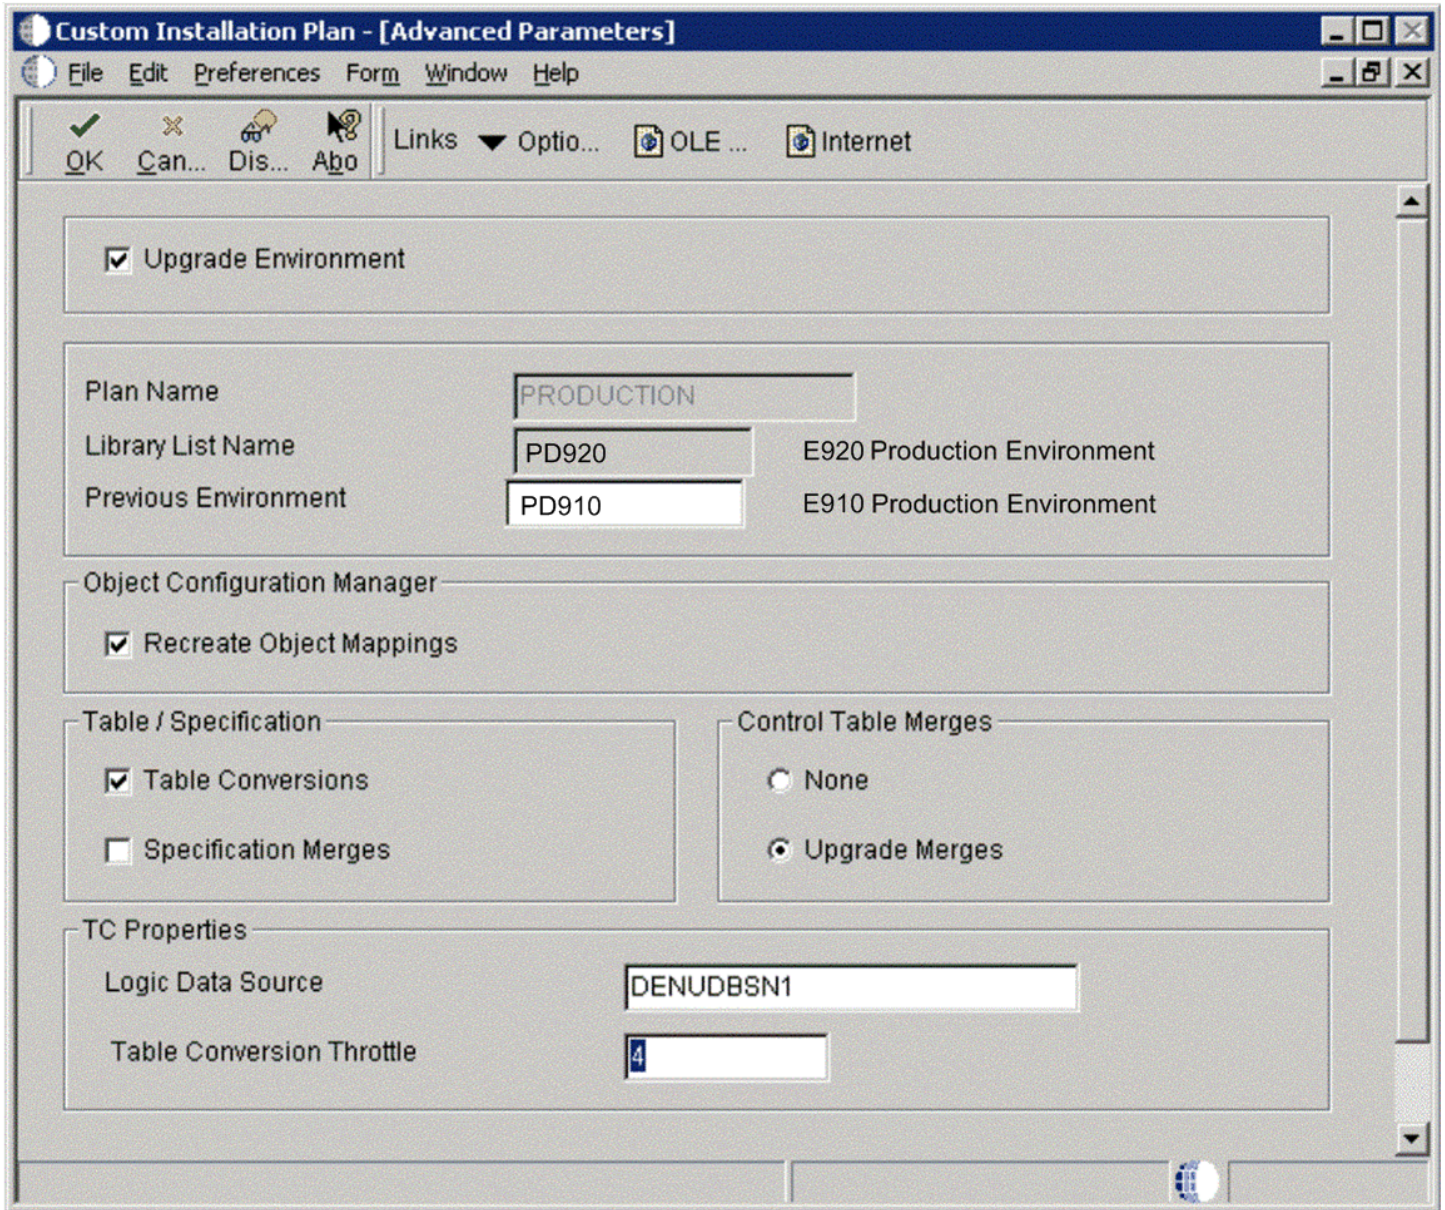 Custom Installation Plan - [Advanced Parameters]
File Edit Preferences Form Window Help
OK Can... Dis... Abo Links Optio... OLE ... Internet
Upgrade Environment
Plan Name PRODUCTION
Library List Name PD920 E920 Production Environment
Previous Environment PD910 E910 Production Environment
Object Configuration Manager
Recreate Object Mappings
Table / Specification
Table Conversions
Specification Merges
Control Table Merges
None
Upgrade Merges
TC Properties
Logic Data Source DENUDBSN1
Table Conversion Throttle 4